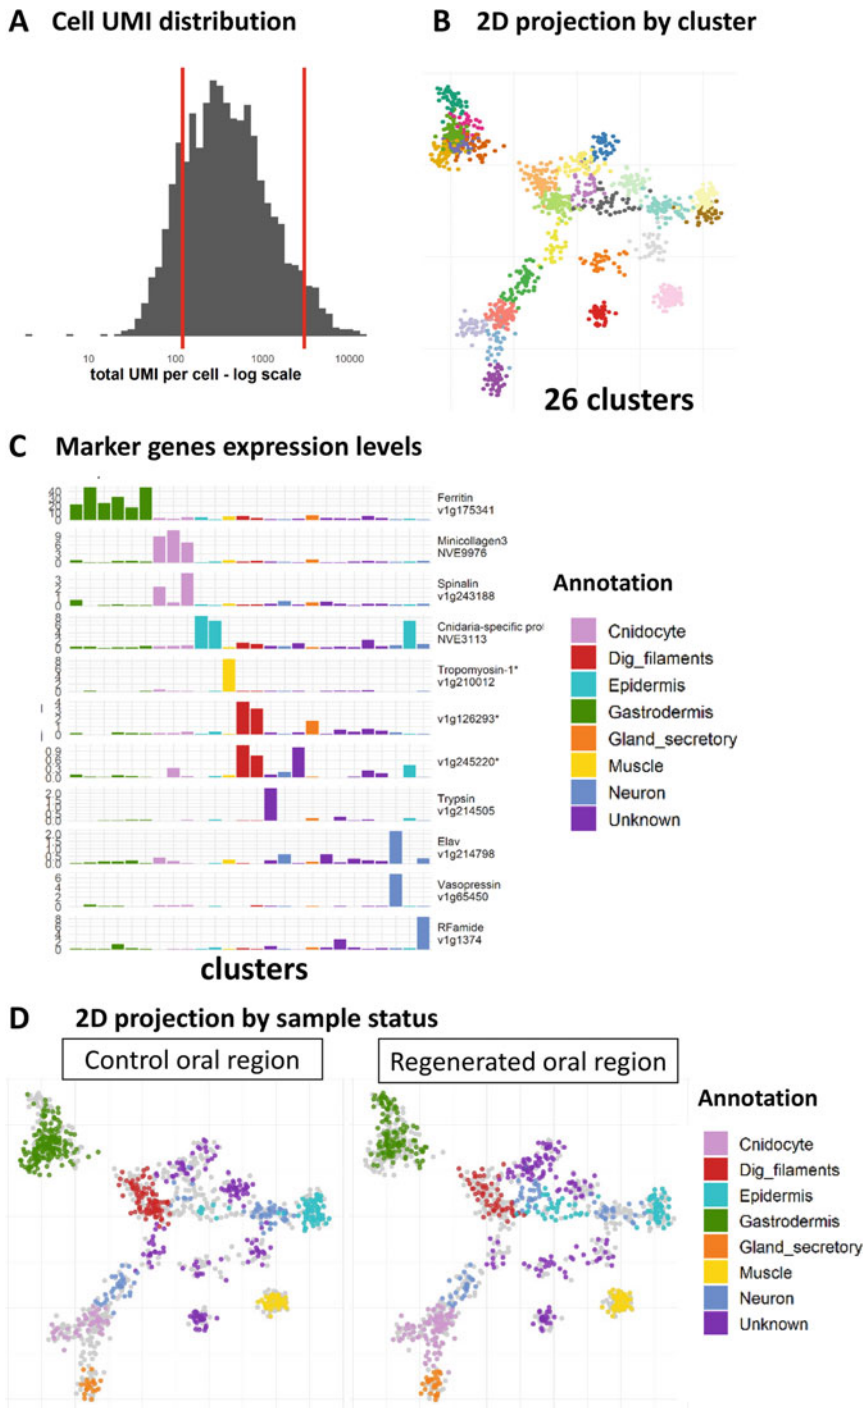 A Cell UMI distribution
10 100 1000 10000
total UMI per cell - log scale
B 2D projection by cluster
26 clusters
C Marker genes expression levels
Ferritin
v1g175341
Minicollagen3
NVE9976
Spinalin
v1g243188
Cnidaria-specific prot
NVE3113
Tropomyosin-1*
v1g210012
v1g126293*
v1g245220*
Trypsin
v1g214505
Elav
v1g214798
Vasopressin
v1g65450
RFamide
v1g1374
clusters
Annotation
Cnidocyte
Dig_filaments
Epidermis
Gastrodermis
Gland_secretory
Muscle
Neuron
Unknown
D 2D projection by sample status
Control oral region
Regenerated oral region
Annotation
Cnidocyte
Dig_filaments
Epidermis
Gastrodermis
Gland_secretory
Muscle
Neuron
Unknown